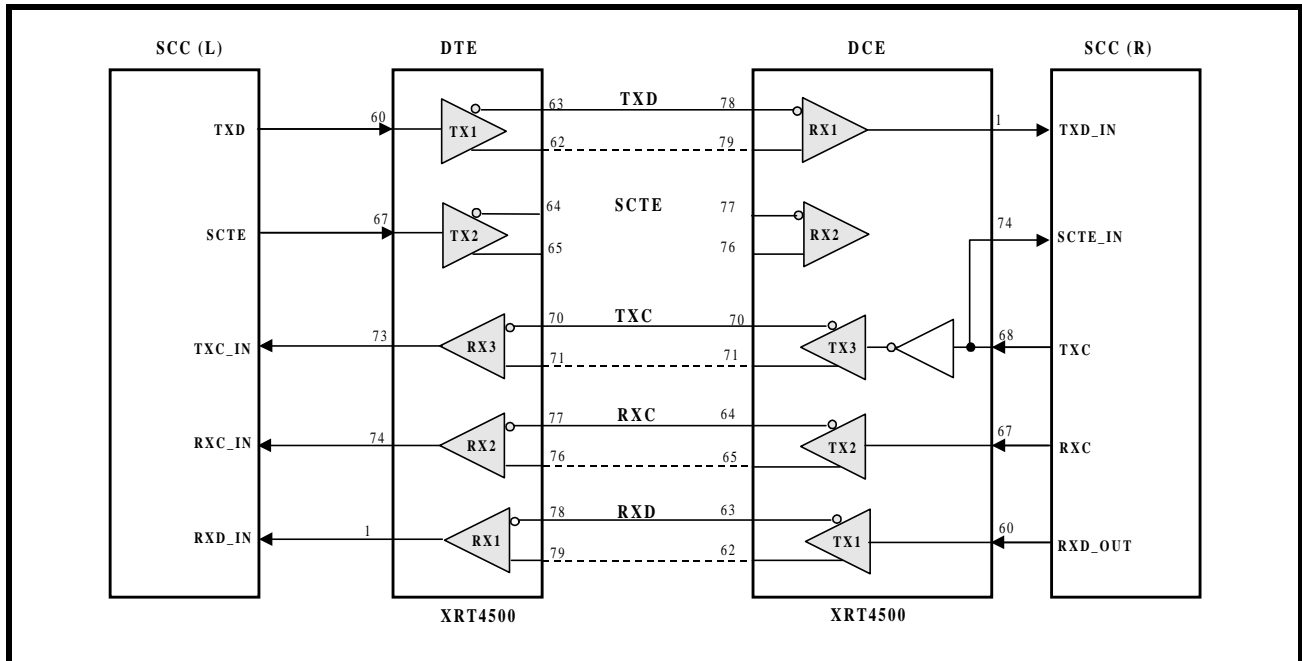 SCC (L) DTE DCE SCC (R)
TXD 60 TX1 63 TXD 78 RX1 1 TXD_IN
62 79
SCTE 67 TX2 64 SCTE 77 RX2 74 SCTE_IN
65 76
TXC_IN 73 RX3 70 TXC 70 TX3 68 TXC
71 71
RXC_IN 74 RX2 77 RXC 64 TX2 67 RXC
76 65
RXD_IN 1 RX1 78 RXD 63 TX1 60 RXD_OUT
79 62
XRT4500 XRT4500